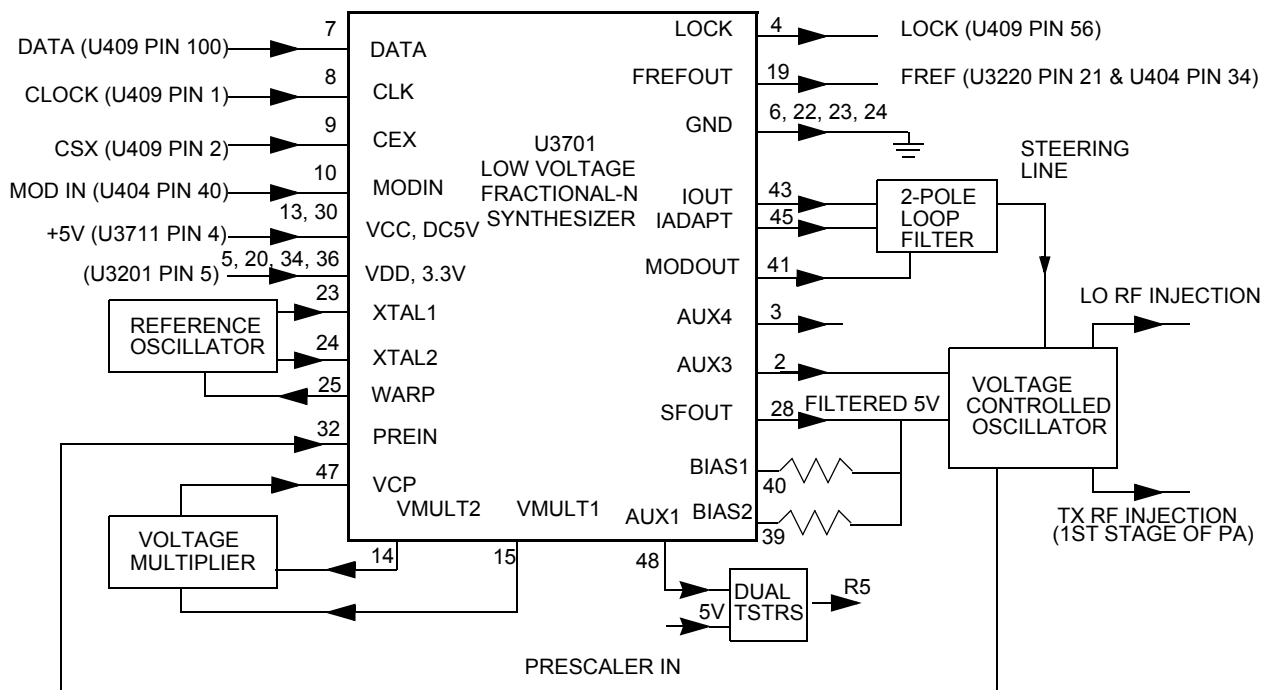 7
DATA (U409 PIN 100)
DATA
8
CLOCK (U409 PIN 1)
CLK
9
CSX (U409 PIN 2)
CEX
10
MOD IN (U404 PIN 40)
MODIN
13, 30
+5V (U3711 PIN 4)
VCC, DC5V
5, 20, 34, 36
(U3201 PIN 5)
VDD, 3.3V
23
XTAL1
REFERENCE
OSCILLATOR
24
XTAL2
25
WARP
32
PREIN
47
VCP
VOLTAGE
MULTIPLIER
VMULT2
14
VMULT1
15
AUX1
48
U3701
LOW VOLTAGE
FRACTIONAL-N
SYNTHESIZER
LOCK
4
LOCK (U409 PIN 56)
FREFOUT
19
FREF (U3220 PIN 21 & U404 PIN 34)
GND
6, 22, 23, 24
STEERING
LINE
IOUT
43
IADAPT
45
2-POLE
LOOP
FILTER
MODOUT
41
AUX4
3
AUX3
2
SFOUT
28
FILTERED 5V
BIAS1
40
BIAS2
39
LO RF INJECTION
VOLTAGE
CONTROLLED
OSCILLATOR
TX RF INJECTION
(1ST STAGE OF PA)
5V
DUAL
TSTRS
R5
PRESCALER IN